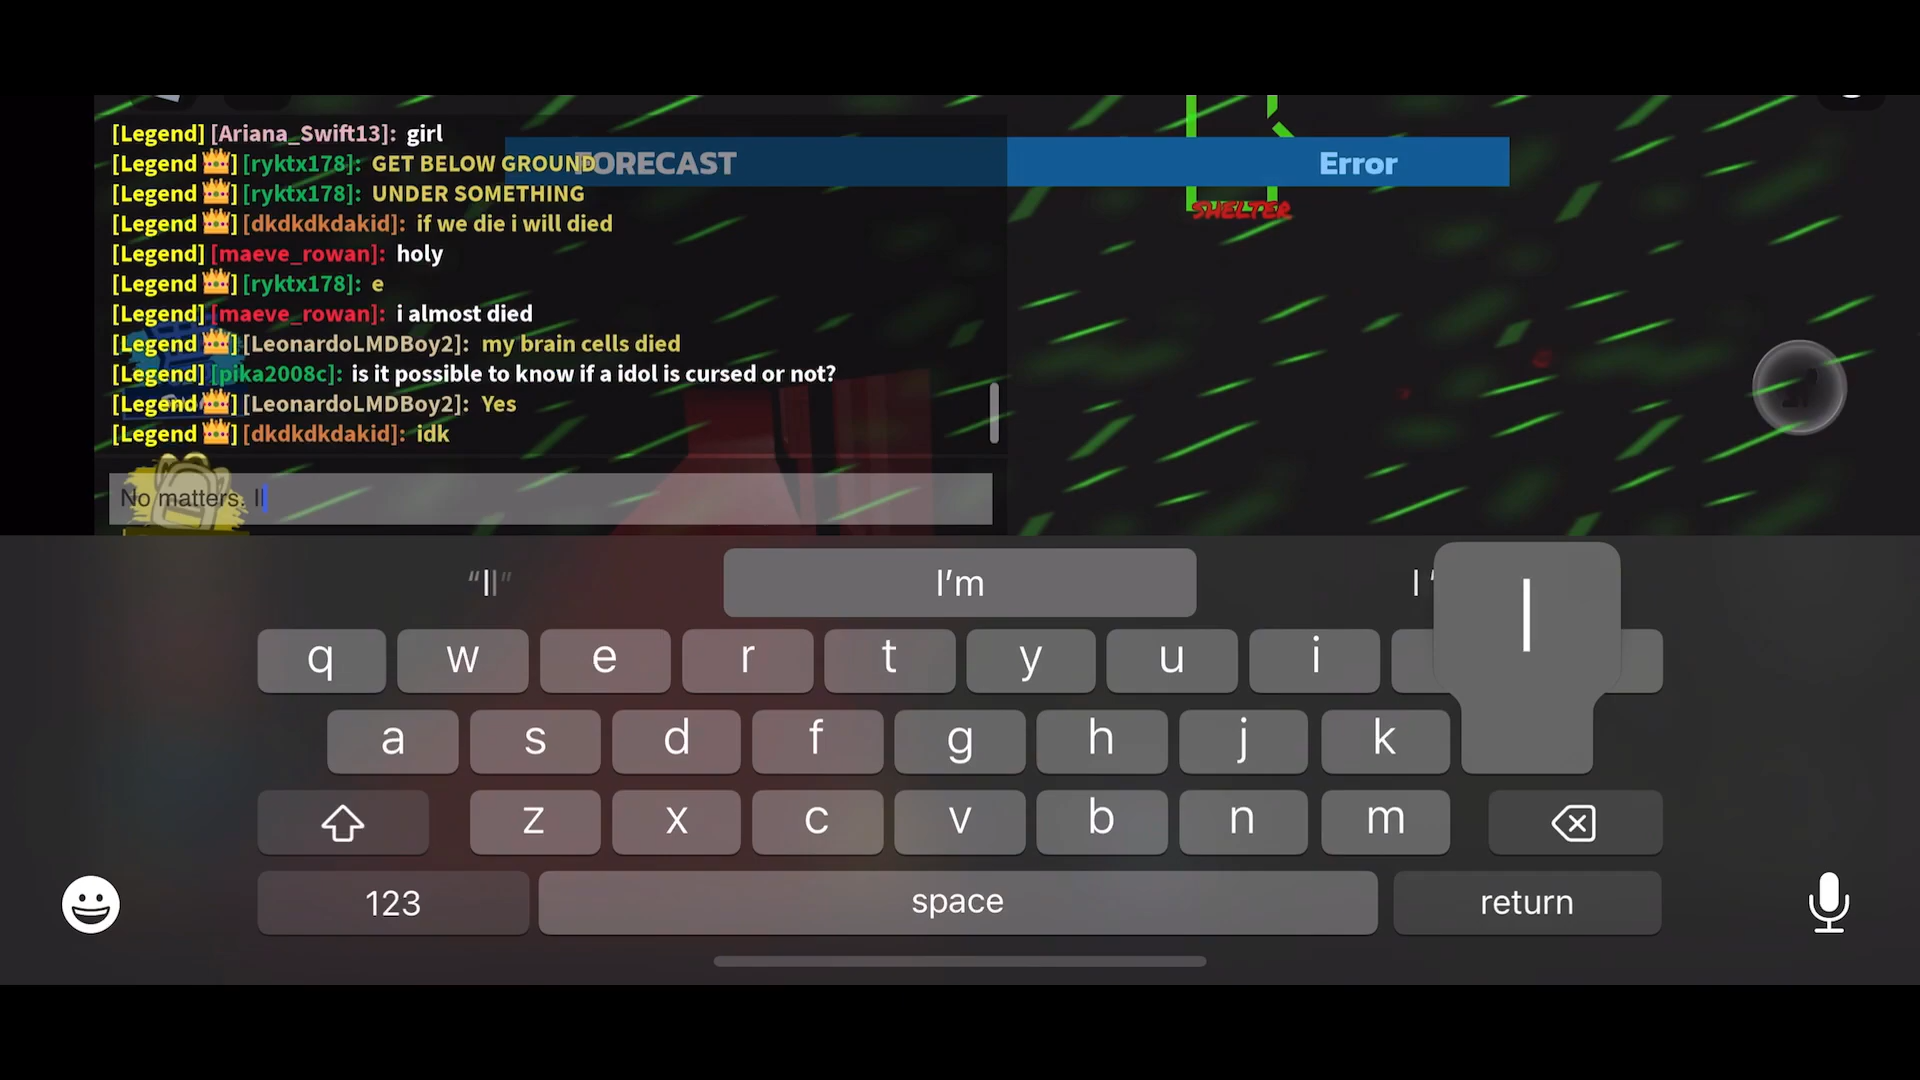 [Legend] [Ariana_Swift13]: girl
[Legend 👑] [ryktx178]: GET BELOW GROUND
FORECAST
Error
[Legend 👑] [ryktx178]: UNDER SOMETHING
SHELTER
[Legend 👑] [dkdkdkdakid]: if we die i will died
[Legend] [maeve_rowan]: holy
[Legend 👑] [ryktx178]: e
[Legend] [maeve_rowan]: i almost died
[Legend 👑] [LeonardoLMDBoy2]: my brain cells died
[Legend] [pika2008c]: is it possible to know if a idol is cursed or not?
[Legend 👑] [LeonardoLMDBoy2]: Yes
[Legend 👑] [dkdkdkdakid]: idk
No matters. Il
“Il” I’m I ‘
q w e r t y u i
a s d f g h j k l
z x c v b n m
123 space return